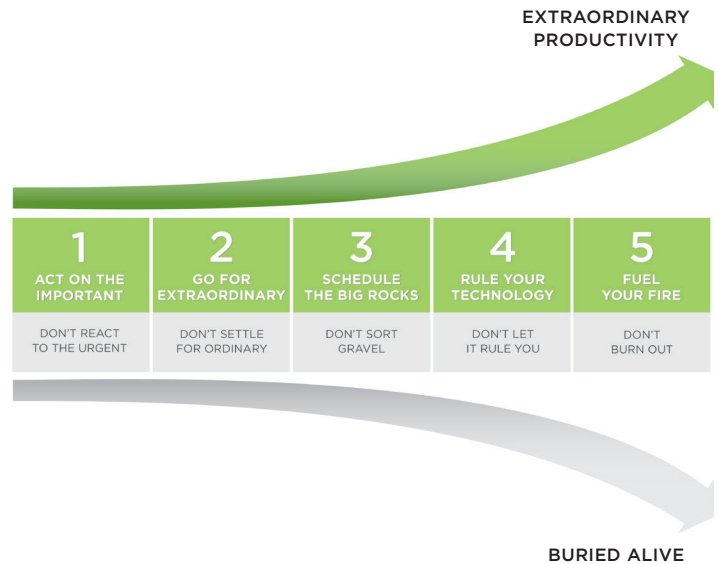 EXTRAORDINARY
PRODUCTIVITY
1
ACT ON THE
IMPORTANT
DON'T REACT
TO THE URGENT
2
GO FOR
EXTRAORDINARY
DON'T SETTLE
FOR ORDINARY
3
SCHEDULE
THE BIG ROCKS
DON'T SORT
GRAVEL
4
RULE YOUR
TECHNOLOGY
DON'T LET
IT RULE YOU
5
FUEL
YOUR FIRE
DON'T
BURN OUT
BURIED ALIVE